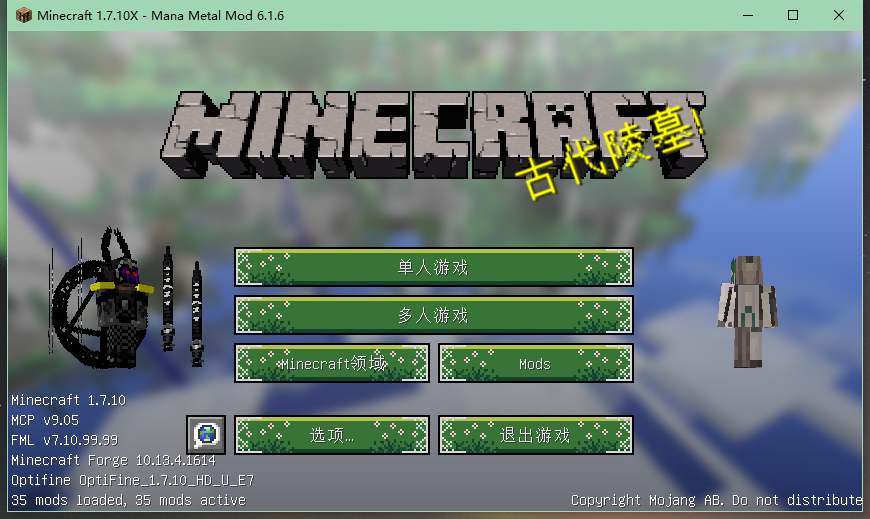 Minecraft 1.7.10X - Mana Metal Mod 6.1.6
MINECRAFT
古代陵墓!
单人游戏
多人游戏
Minecraft领域
Mods
选项...
退出游戏
Minecraft 1.7.10
MCP v9.05
FML v7.10.99.99
Minecraft Forge 10.13.4.1614
Optifine OptiFine_1.7.10_HD_U_E7
35 mods loaded, 35 mods active
Copyright Mojang AB. Do not distribute